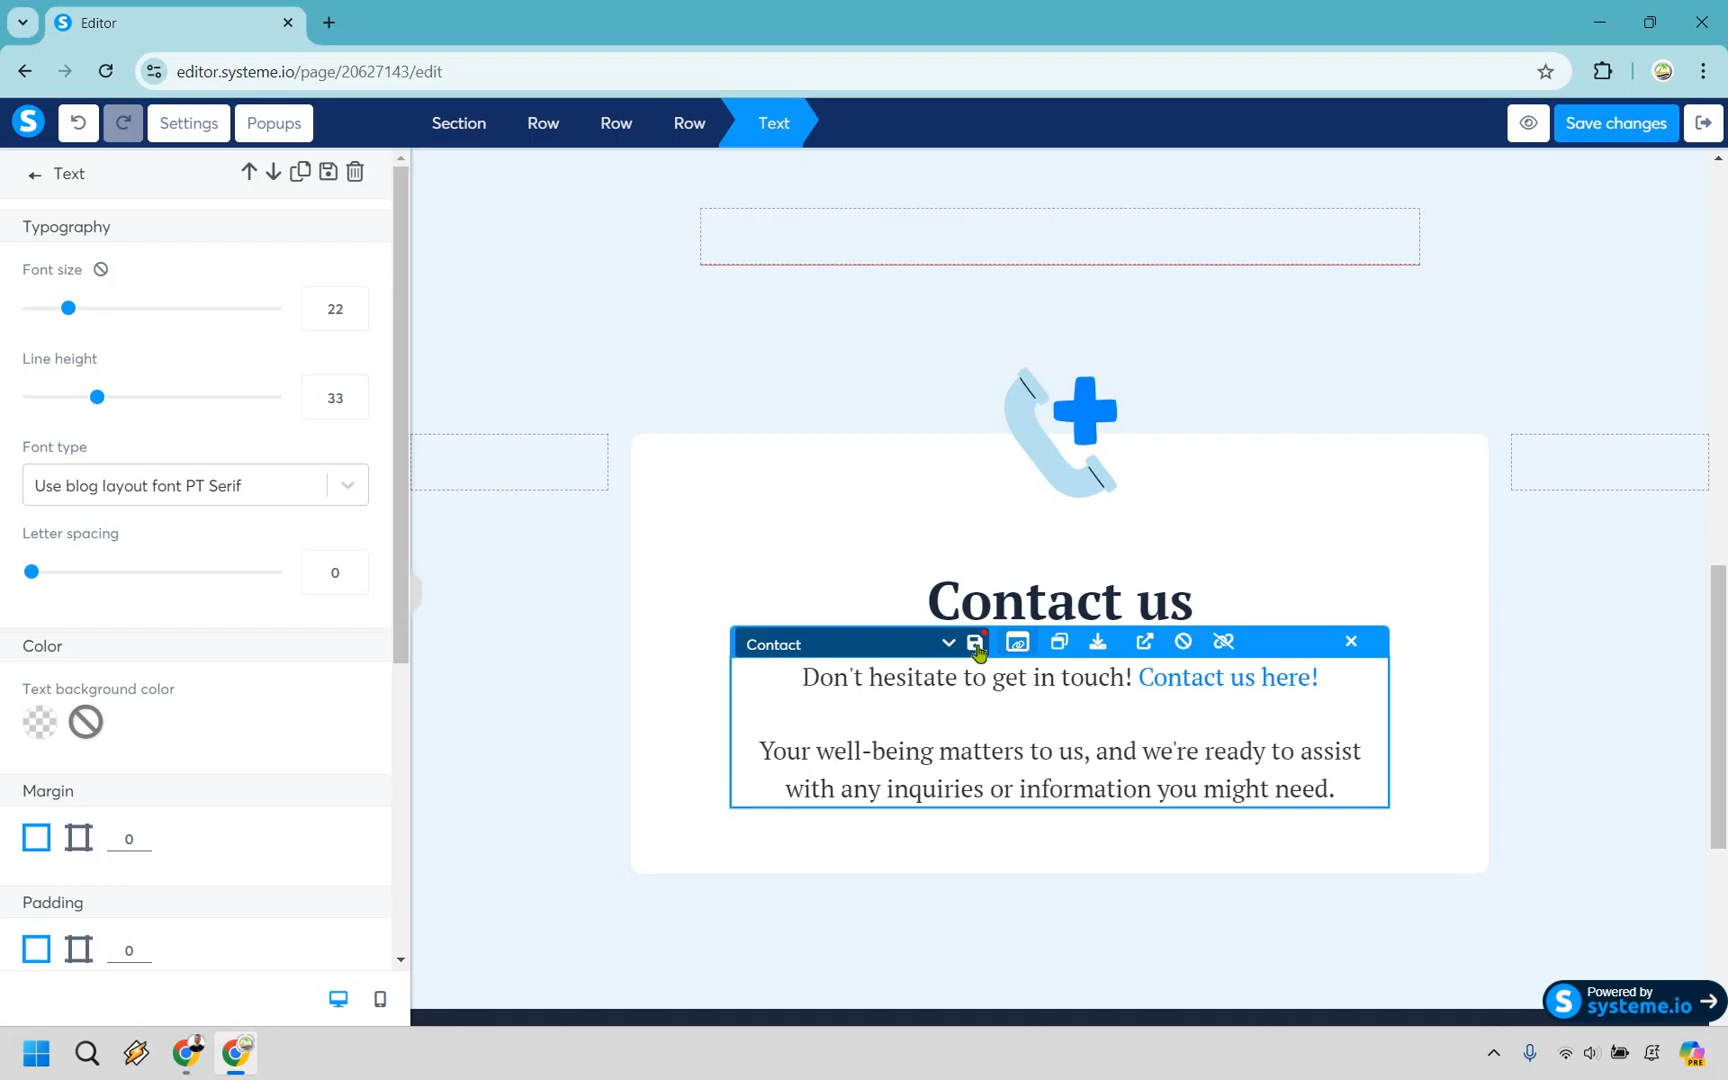 Editor
editor.systeme.io/page/20627143/edit
S
Settings
Popups
Section
Row
Row
Row
Text
Save changes
Text
Typography
Font size
22
Line height
33
Font type
Use blog layout font PT Serif
Letter spacing
0
Color
Text background color
Margin
0
Padding
0
Contact us
Contact
Don't hesitate to get in touch! Contact us here!
Your well-being matters to us, and we're ready to assist
with any inquiries or information you might need.
S
Powered by
systeme.io
PRE